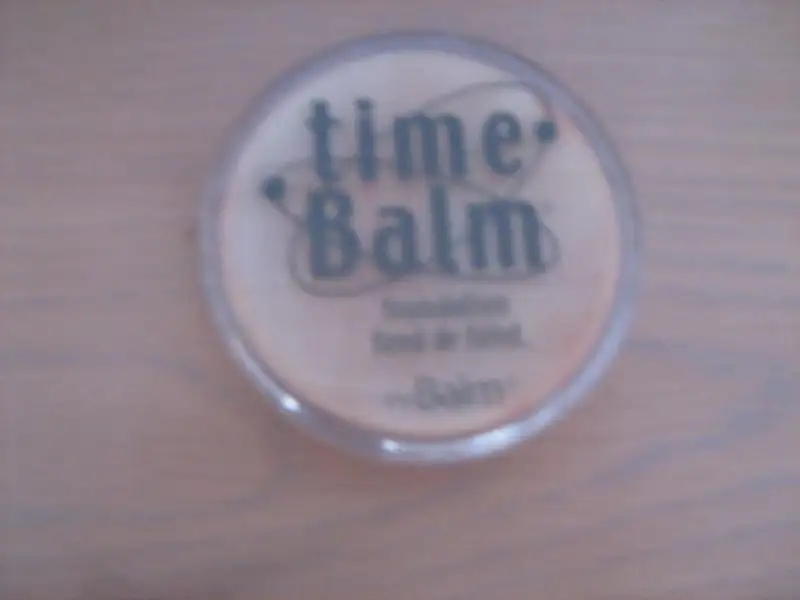 time
Balm
foundation
fond de teint
theBalm